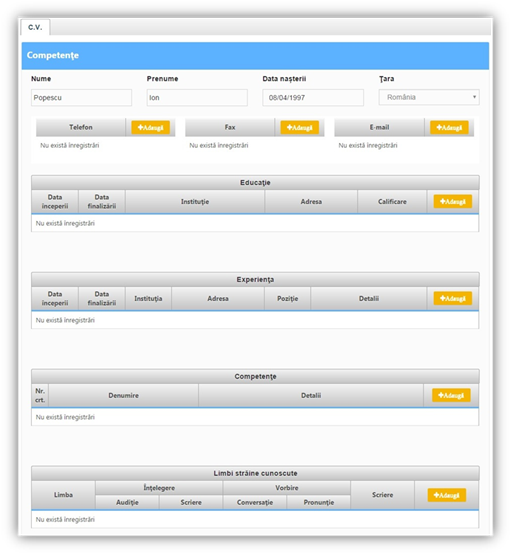 C.V.
Competențe
Nume Prenume Data nașterii Țara
Popescu Ion 08/04/1997 România
Telefon +Adaugă Fax +Adaugă E-mail +Adaugă
Nu există înregistrări Nu există înregistrări Nu există înregistrări
Educație
Data începerii Data finalizării Instituție Adresa Calificare +Adaugă
Nu există înregistrări
Experiența
Data începerii Data finalizării Instituția Adresa Poziție Detalii +Adaugă
Nu există înregistrări
Competențe
Nr. crt. Denumire Detalii +Adaugă
Nu există înregistrări
Limbi străine cunoscute
Limba Înțelegere Vorbire Scriere +Adaugă
Audiție Scriere Conversație Pronunție
Nu există înregistrări